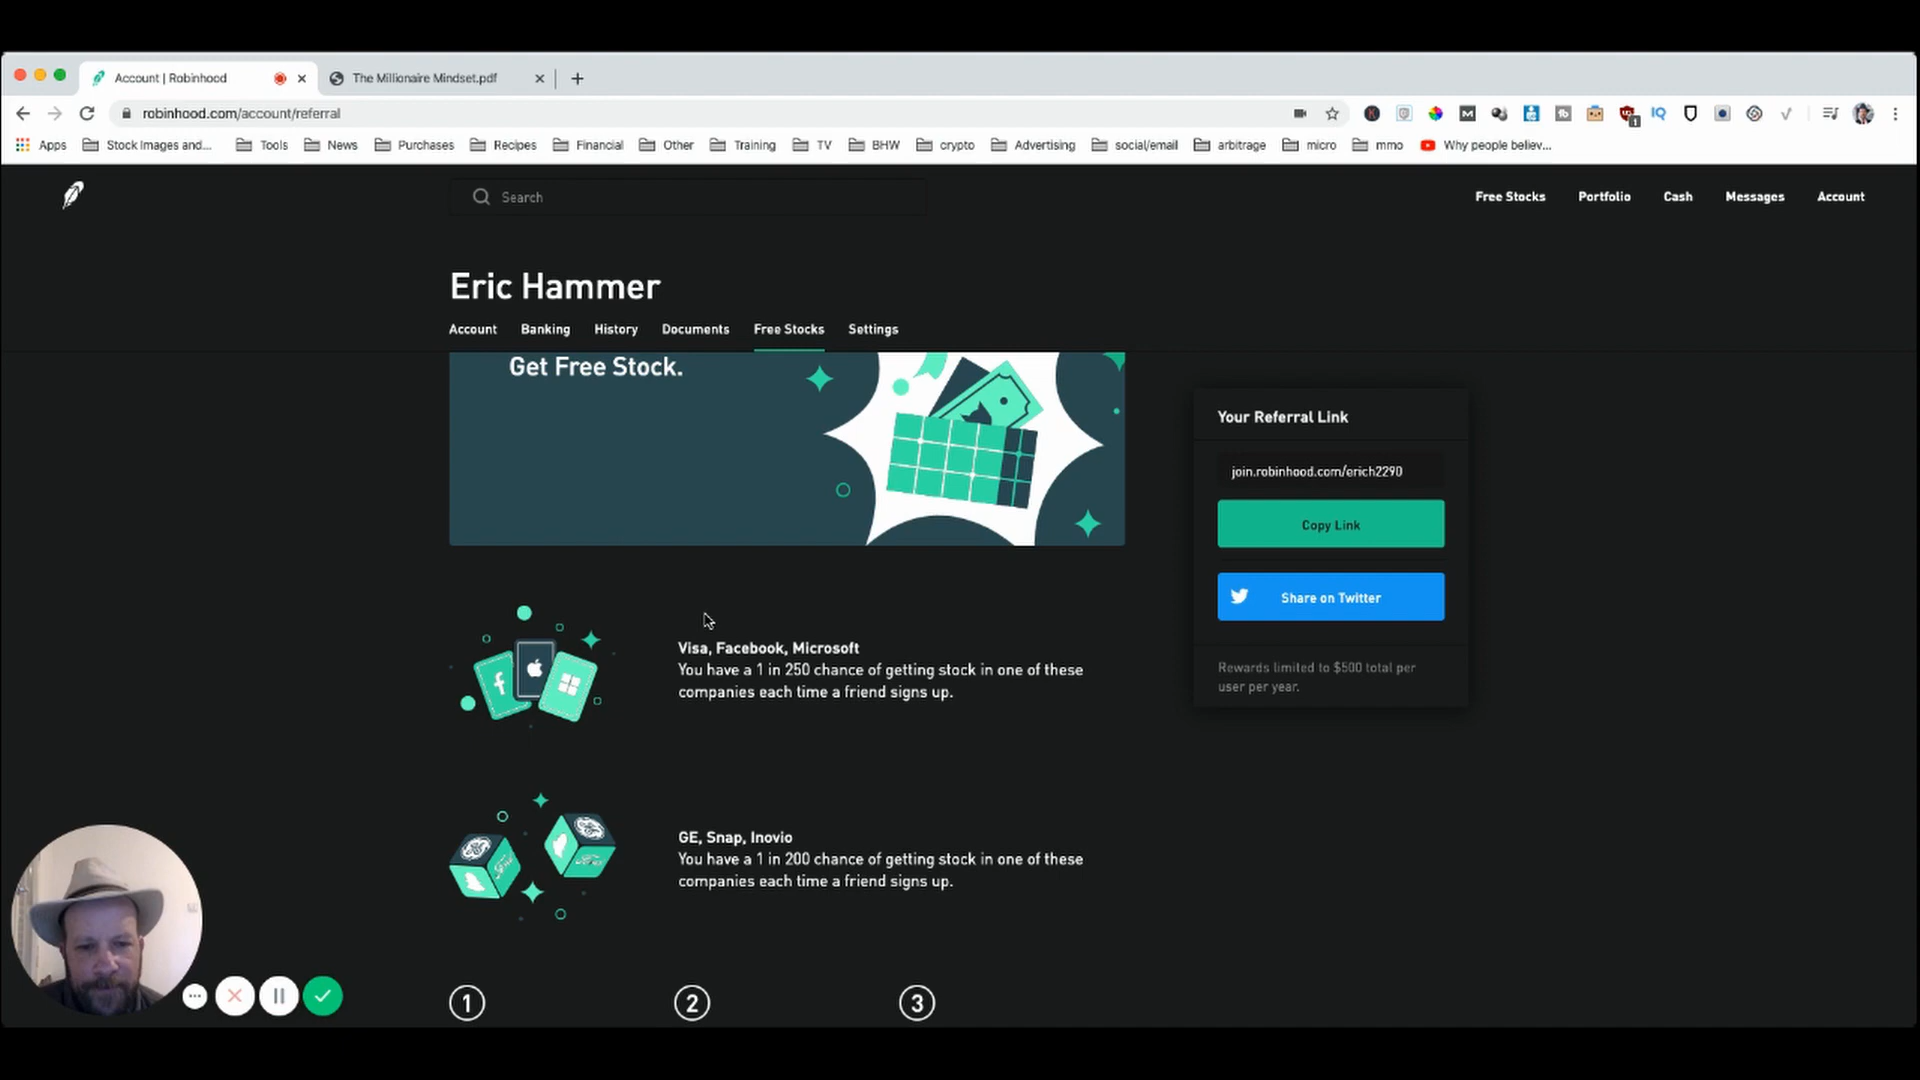 Account | Robinhood
The Millionaire Mindset.pdf
robinhood.com/account/referral
Apps
Stock Images and...
Tools
News
Purchases
Recipes
Financial
Other
Training
TV
BHW
crypto
Advertising
social/email
arbitrage
micro
mmo
Why people believ...
Search
Free Stocks
Portfolio
Cash
Messages
Account
Eric Hammer
Account
Banking
History
Documents
Free Stocks
Settings
Get Free Stock.
Your Referral Link
join.robinhood.com/erich2290
Copy Link
Share on Twitter
Rewards limited to $500 total per
user per year.
Visa, Facebook, Microsoft
You have a 1 in 250 chance of getting stock in one of these
companies each time a friend signs up.
GE, Snap, Inovio
You have a 1 in 200 chance of getting stock in one of these
companies each time a friend signs up.
1
2
3